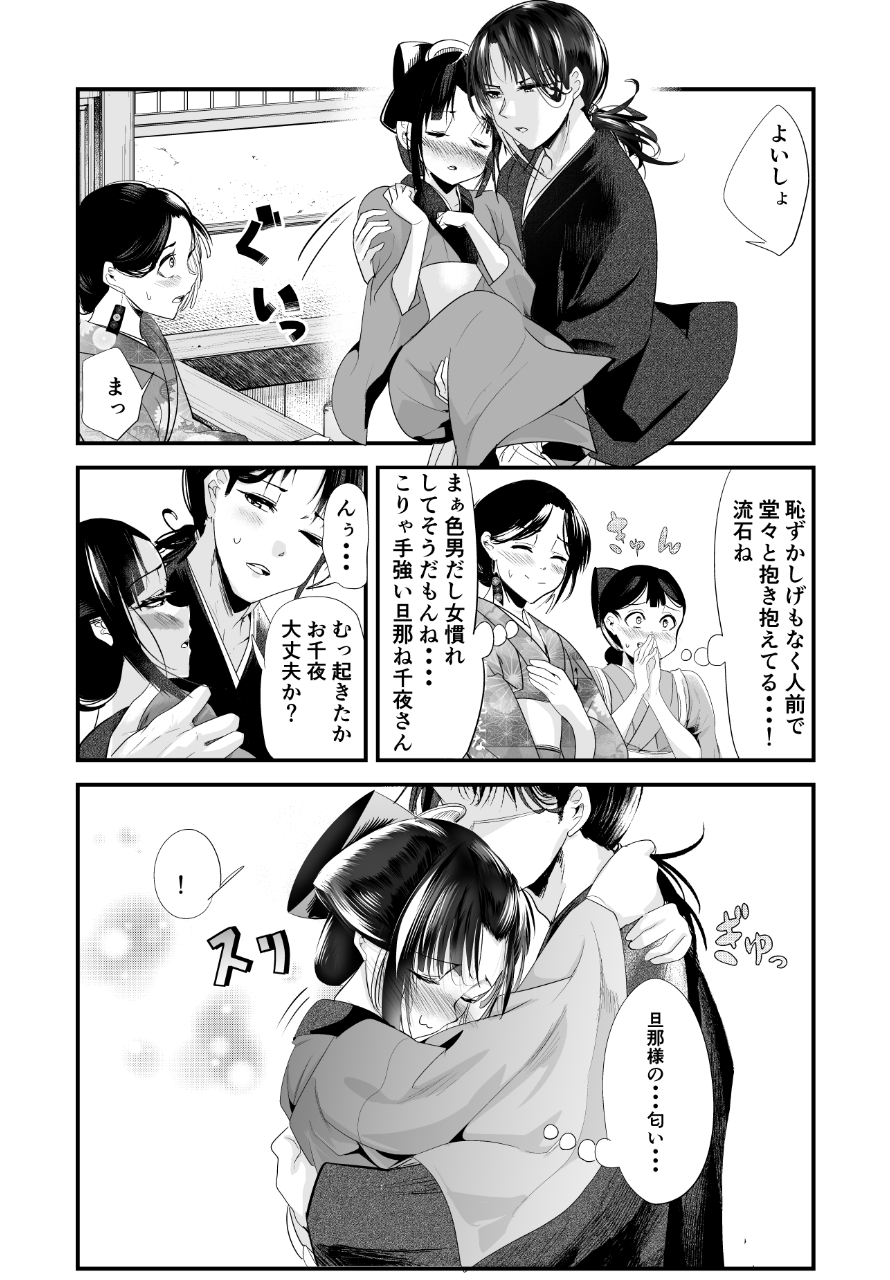 よいしょ
ぐいっ
まっ
恥ずかしげもなく人前で
堂々と抱き抱えてる・・・!
流石ね
ぎゅん
まぁ色男だし女慣れ
してそうだもんね・・・・
こりゃ手強い旦那ね千夜さん
んぅ・・
むっ起きたか
お千夜
大丈夫か?
ぎゅっ
!
スリ
旦那様の・・・匂い・・・